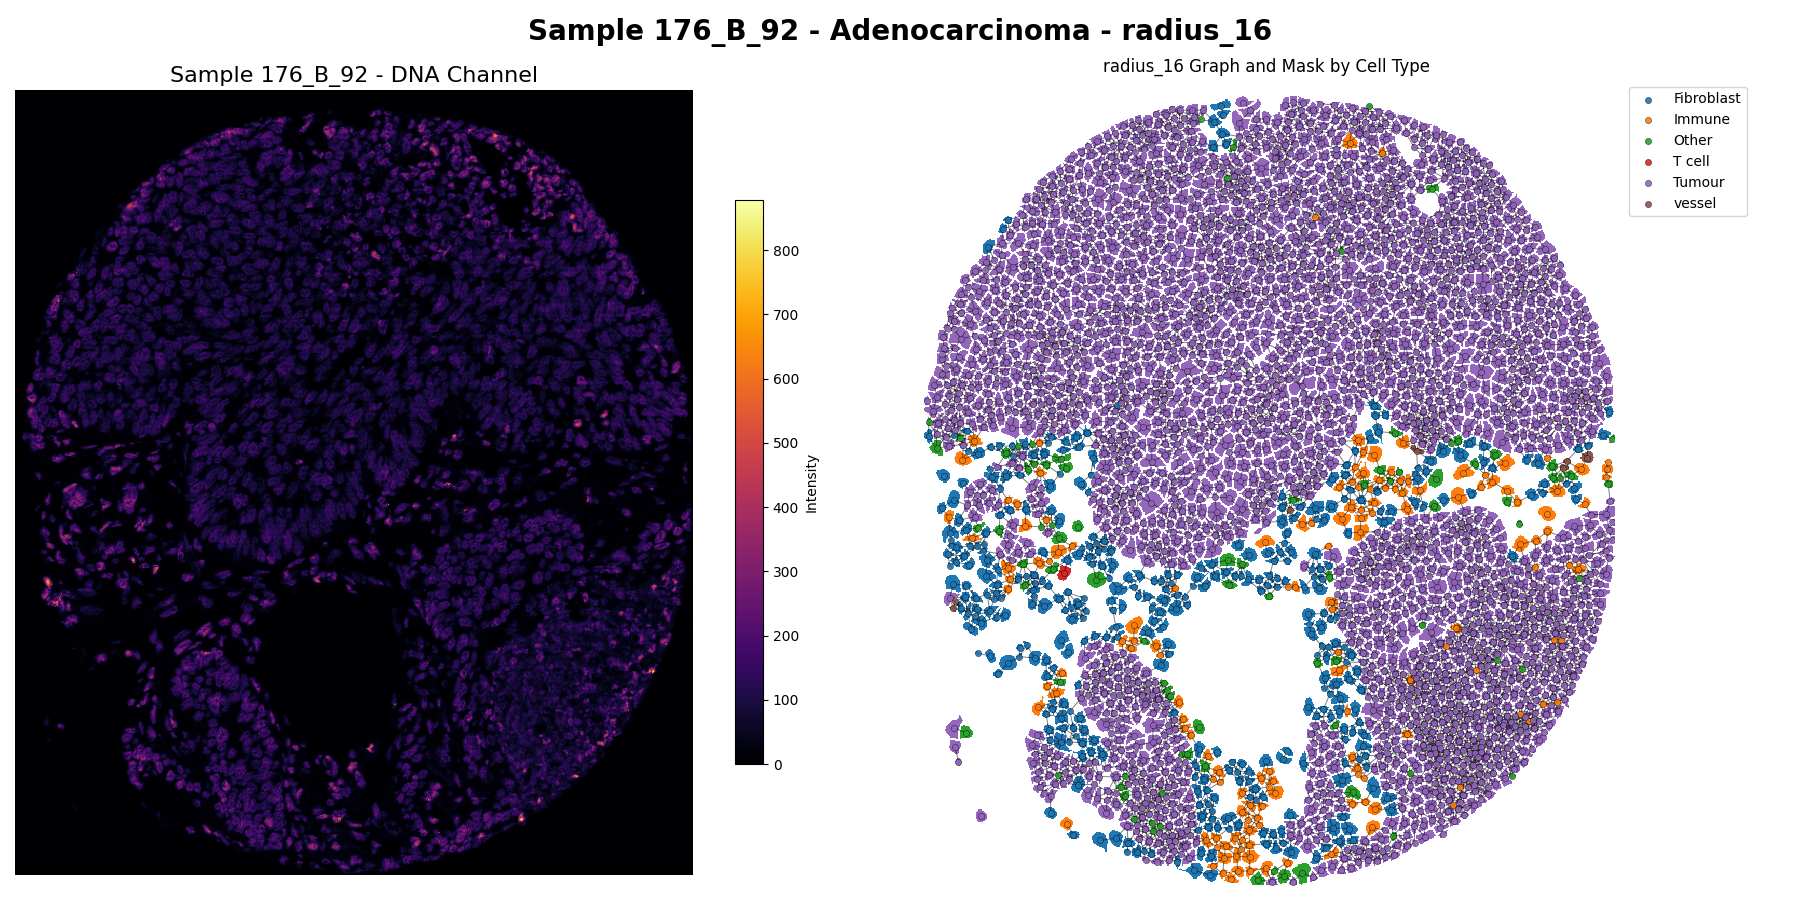 Sample 176_B_92 - Adenocarcinoma - radius_16
Sample 176_B_92 - DNA Channel
radius_16 Graph and Mask by Cell Type
Fibroblast
Immune
Other
T cell
Tumour
vessel
800
700
600
500
400
300
200
100
0
Intensity